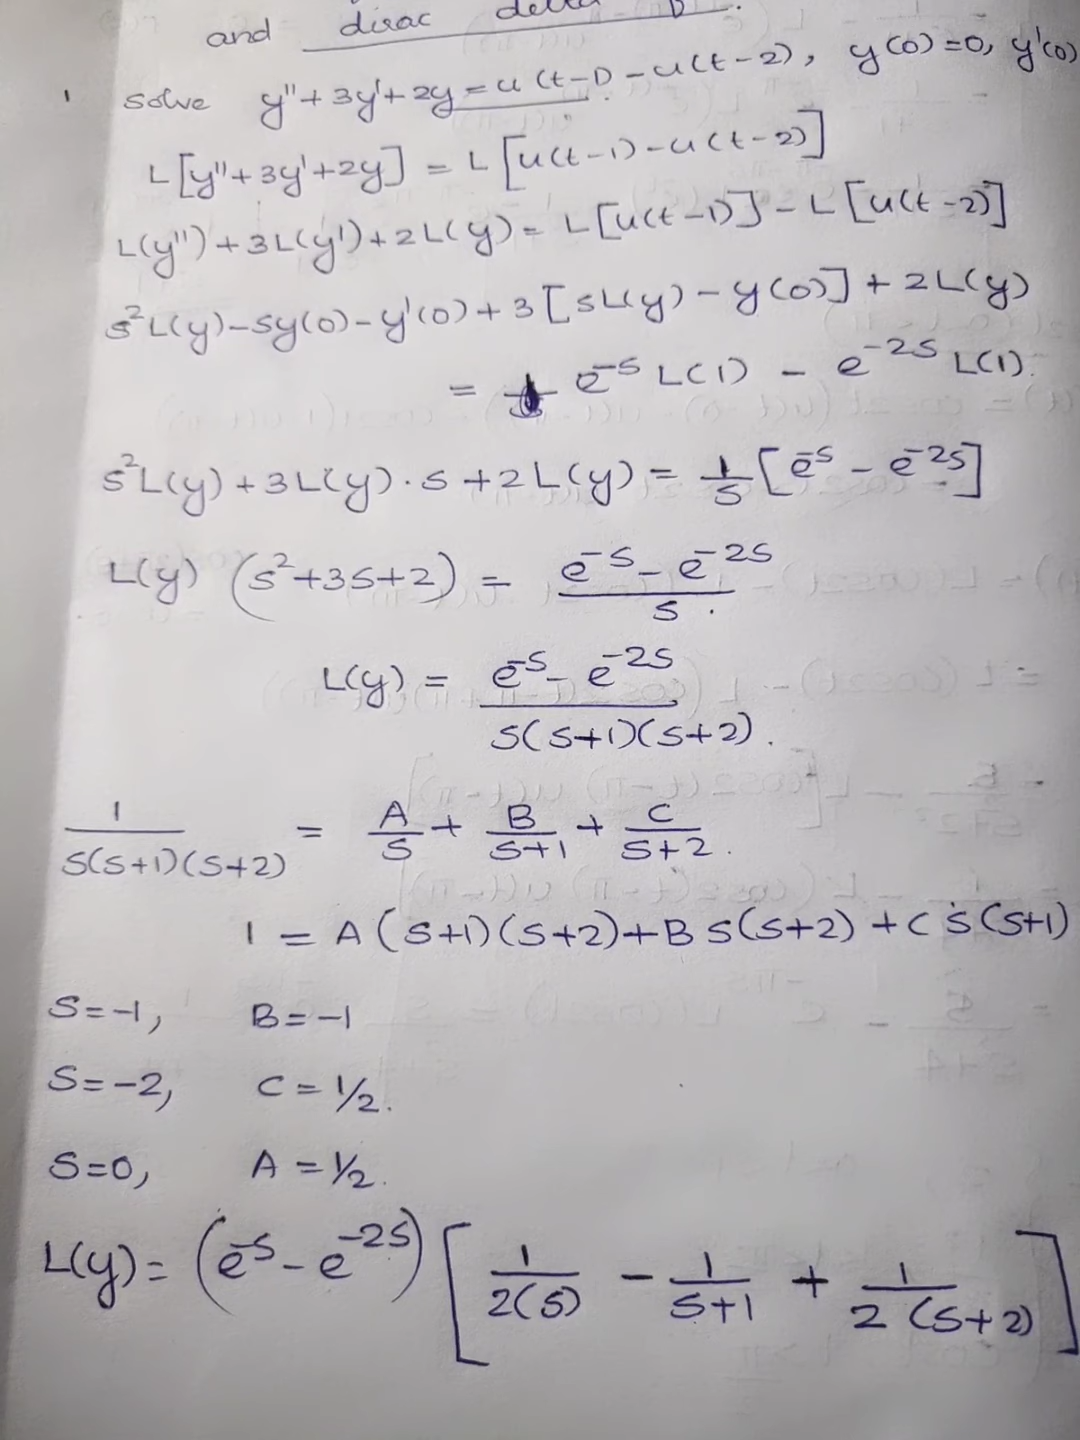 and dirac delta
1 solve y"+3y'+2y=u(t-1)-u(t-2), y(0)=0, y'(0)
L[y"+3y'+2y] = L[u(t-1)-u(t-2)]
L(y")+3L(y')+2L(y)= L[u(t-1)]-L[u(t-2)]
s²L(y)-sy(0)-y'(0)+3[sL(y)-y(0)]+2L(y)
= e^-s L(1) - e^-2s L(1).
s²L(y)+3L(y).s+2L(y)= 1/s [e^-s - e^-2s]
L(y) (s²+3s+2) = (e^-s - e^-2s)/s.
L(y) = (e^-s - e^-2s)/(s(s+1)(s+2)).
1/(s(s+1)(s+2)) = A/s + B/(s+1) + C/(s+2).
1 = A(s+1)(s+2)+B s(s+2)+C s(s+1)
S=-1, B=-1
S=-2, C=1/2.
S=0, A=1/2.
L(y)= (e^-s - e^-2s) [1/2(s) - 1/(s+1) + 1/2(s+2)]